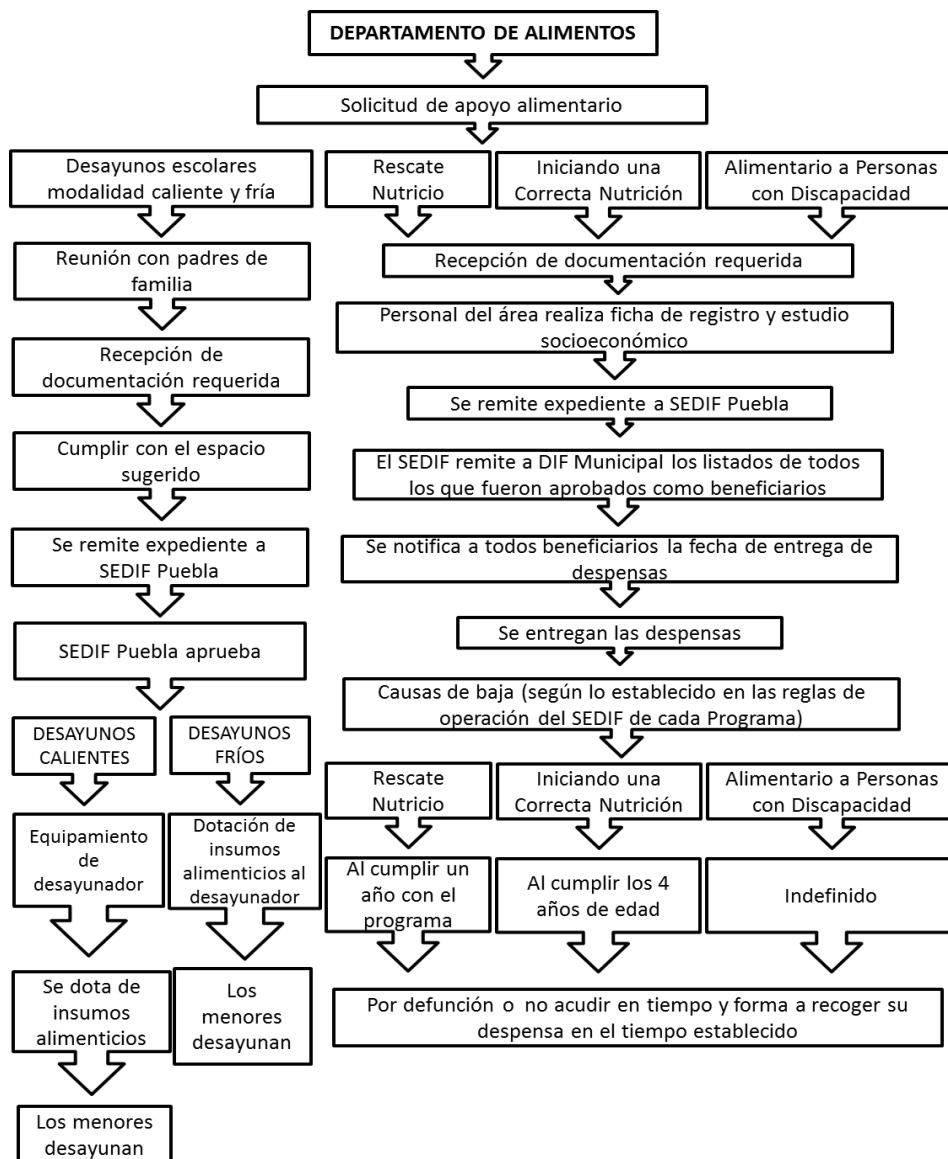 DEPARTAMENTO DE ALIMENTOS
Solicitud de apoyo alimentario
Desayunos escolares
modalidad caliente y fría
Reunión con padres de
familia
Recepción de
documentación requerida
Cumplir con el espacio
sugerido
Se remite expediente a
SEDIF Puebla
SEDIF Puebla aprueba
DESAYUNOS
CALIENTES
Equipamiento
de
desayunador
Se dota de
insumos
alimenticios
Los menores
desayunan
DESAYUNOS
FRÍOS
Dotación de
insumos
alimenticios al
desayunador
Los
menores
desayunan
Rescate
Nutricio
Iniciando una
Correcta Nutrición
Alimentario a Personas
con Discapacidad
Recepción de documentación requerida
Personal del área realiza ficha de registro y estudio
socioeconómico
Se remite expediente a SEDIF Puebla
El SEDIF remite a DIF Municipal los listados de todos
los que fueron aprobados como beneficiarios
Se notifica a todos beneficiarios la fecha de entrega de
despensas
Se entregan las despensas
Causas de baja (según lo establecido en las reglas de
operación del SEDIF de cada Programa)
Rescate
Nutricio
Al cumplir un
año con el
programa
Iniciando una
Correcta Nutrición
Al cumplir los 4
años de edad
Alimentario a Personas
con Discapacidad
Indefinido
Por defunción o no acudir en tiempo y forma a recoger su
despensa en el tiempo establecido